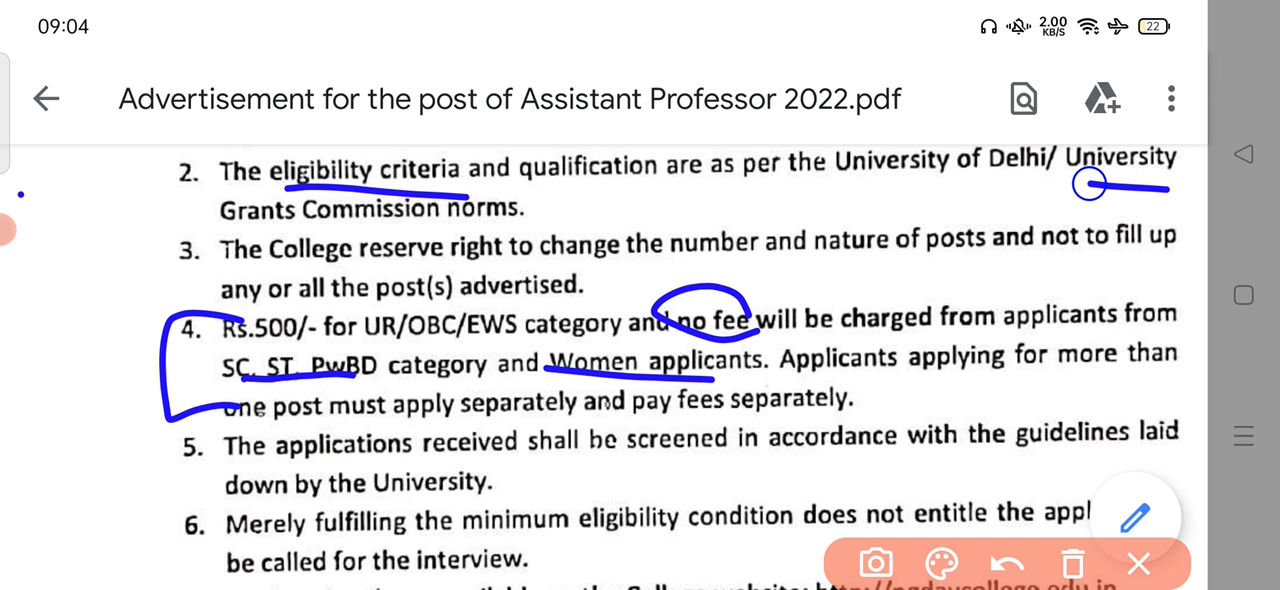 09:04
2.00
KB/S
22
Advertisement for the post of Assistant Professor 2022.pdf
2. The eligibility criteria and qualification are as per the University of Delhi/ University
Grants Commission norms.
3. The College reserve right to change the number and nature of posts and not to fill up
any or all the post(s) advertised.
4. Rs.500/- for UR/OBC/EWS category and no fee will be charged from applicants from
SC, ST, PwBD category and Women applicants. Applicants applying for more than
one post must apply separately and pay fees separately.
5. The applications received shall be screened in accordance with the guidelines laid
down by the University.
6. Merely fulfilling the minimum eligibility condition does not entitle the appl
be called for the interview.